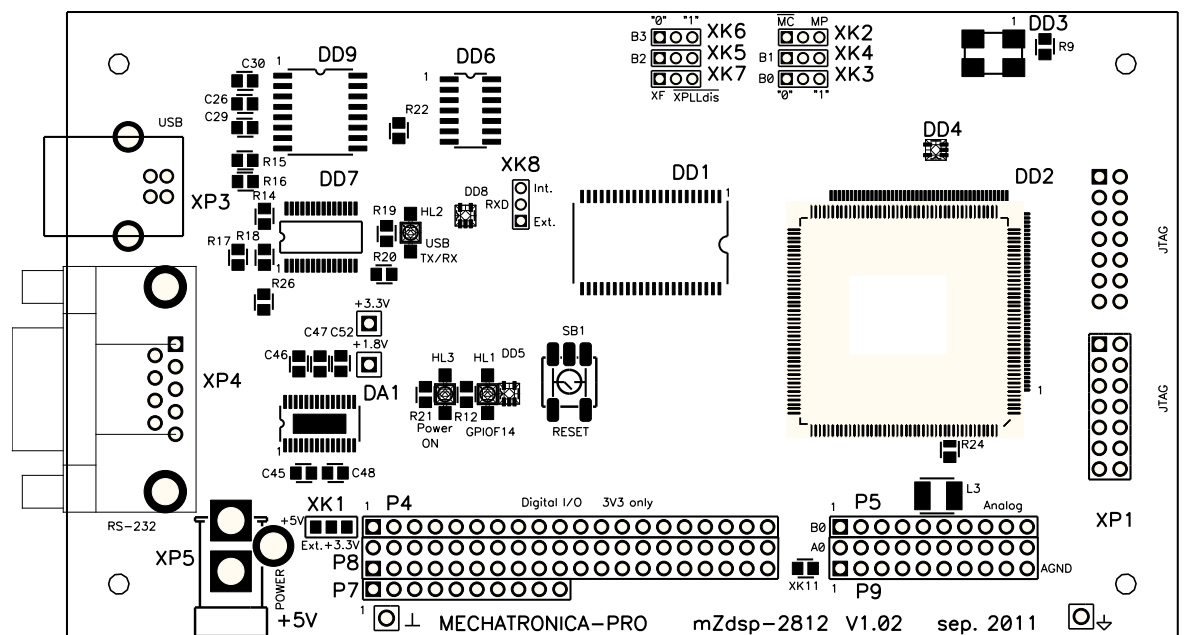 "0" "1" MC MP 1
B3 XK6 XK2 DD3
B2 XK5 B1 XK4 R9
XK7 B0 XK3
XF XPLLdis "0" "1"
C30 1 DD9 1 DD6
C26
C29 R22
USB DD4
R15 XK8
R16 DD7 Int. DD1 1 DD2
XP3 R14 DD8 RXD
R19 HL2 Ext.
R17 R18 USB JTAG
1 R20 TX/RX
R26
+3.3V
C47 C52 SB1
C46 +1.8V HL3 HL1 DD5
XP4 DA1 1
R21 R12 JTAG
Power GPIOF14 RESET
1 ON R24
C45 C48
L3
XK1 1 P4 Digital I/O 3V3 only 1 P5 Analog
RS-232 +5V B0 XP1
Ext. +3.3V A0
XP5 P8 AGND
POWER P7 XK11 1 P9
1
+5V MECHATRONICA-PRO mZdsp-2812 V1.02 sep. 2011